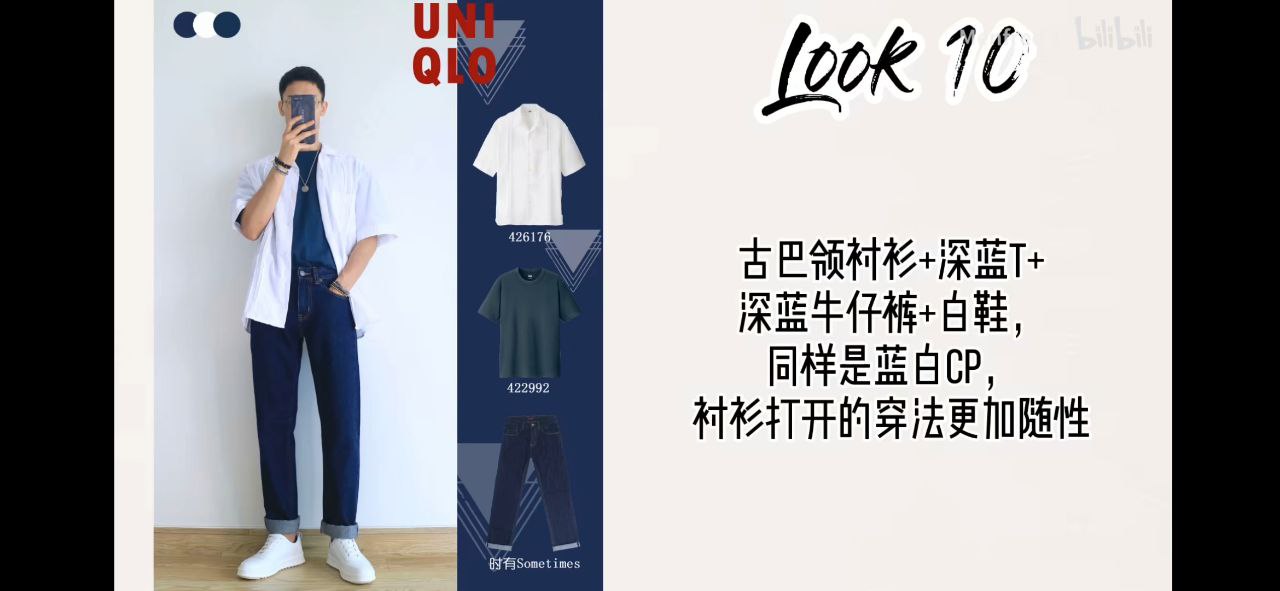 UNI
QLO
426176
422992
时有Sometimes
Look 10
bilibili
古巴领衬衫+深蓝T+
深蓝牛仔裤+白鞋，
同样是蓝白CP，
衬衫打开的穿法更加随性